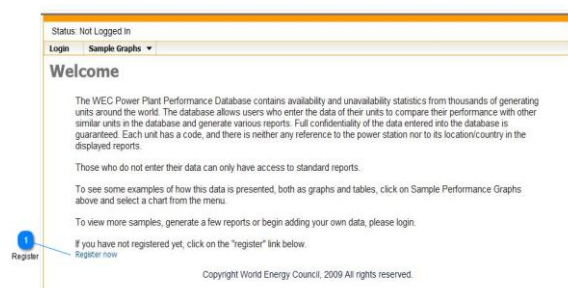 Status: Not Logged In
Login Sample Graphs
Welcome
The WEC Power Plant Performance Database contains availability and unavailability statistics from thousands of generating
units around the world. The database allows users who enter the data of their units to compare their performance with other
similar units in the database and generate various reports. Full confidentiality of the data entered into the database is
guaranteed. Each unit has a code, and there is neither any reference to the power station nor to its location/country in the
displayed reports.
Those who do not enter their data can only have access to standard reports.
To see some examples of how this data is presented, both as graphs and tables, click on Sample Performance Graphs
above and select a chart from the menu.
To view more samples, generate a few reports or begin adding your own data, please login.
1
If you have not registered yet, click on the "register" link below.
Register Register now
Copyright World Energy Council, 2009 All rights reserved.